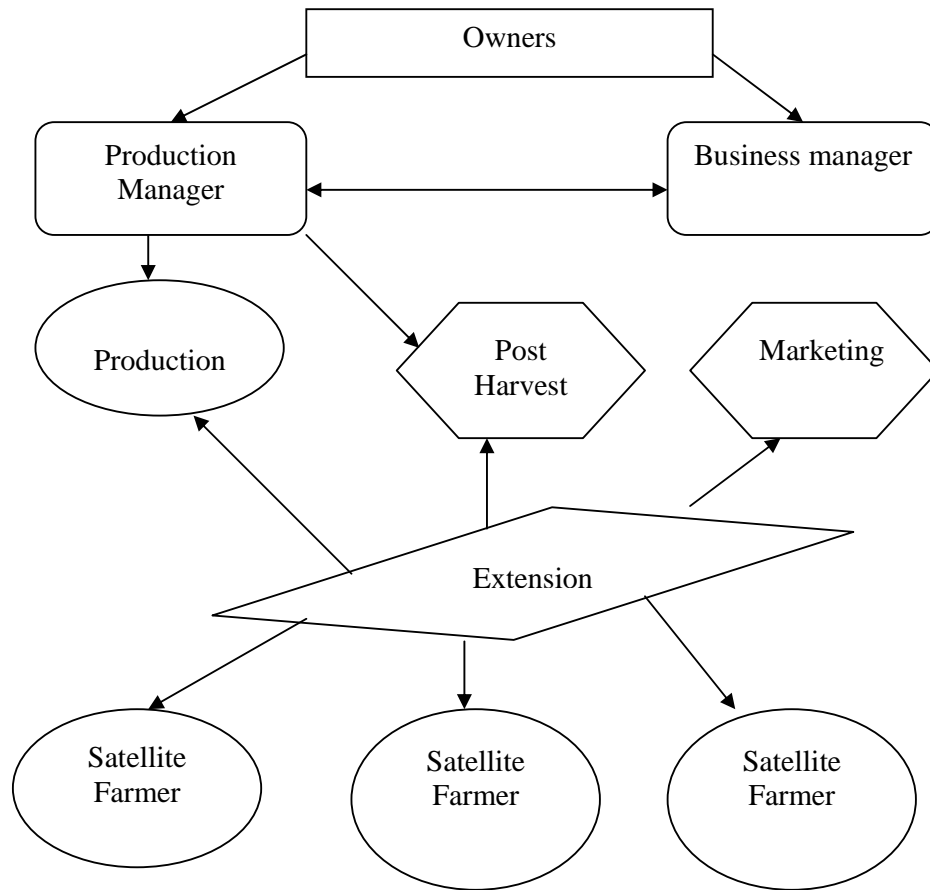 Owners
Production
Manager
Business manager
Production
Post
Harvest
Marketing
Extension
Satellite
Farmer
Satellite
Farmer
Satellite
Farmer